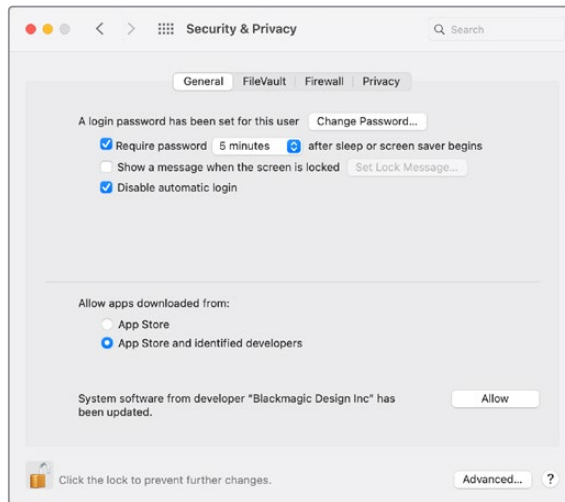 Security & Privacy
Search
General FileVault Firewall Privacy
A login password has been set for this user Change Password...
Require password 5 minutes after sleep or screen saver begins
Show a message when the screen is locked Set Lock Message...
Disable automatic login
Allow apps downloaded from:
App Store
App Store and identified developers
System software from developer "Blackmagic Design Inc" has Allow
been updated.
Click the lock to prevent further changes. Advanced... ?